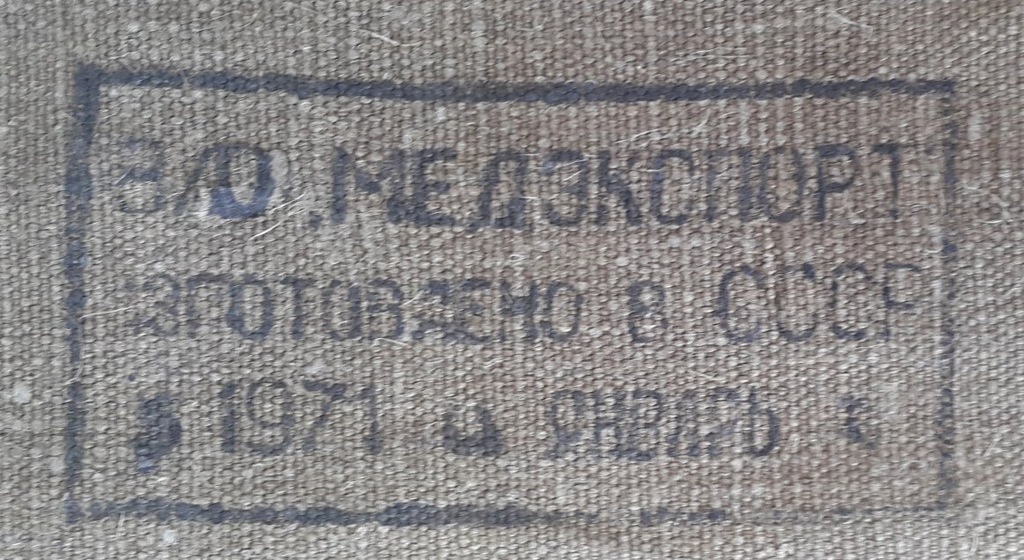 В/О "МЕДЭКСПОРТ
ИЗГОТОВЛЕНО В СССР
1971 ЯНВАРЬ